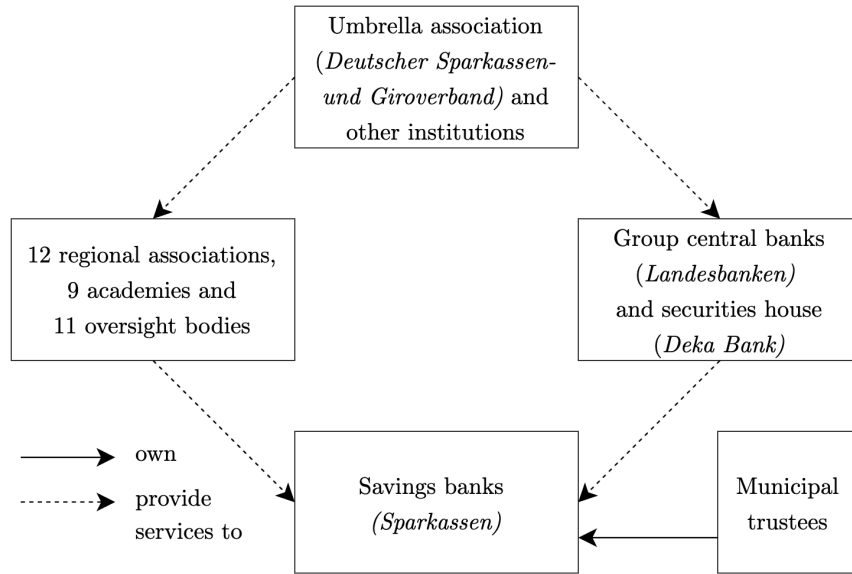 Umbrella association
(Deutscher Sparkassen-
und Giroverband) and
other institutions
12 regional associations,
9 academies and
11 oversight bodies
Group central banks
(Landesbanken)
and securities house
(Deka Bank)
own
provide
services to
Savings banks
(Sparkassen)
Municipal
trustees